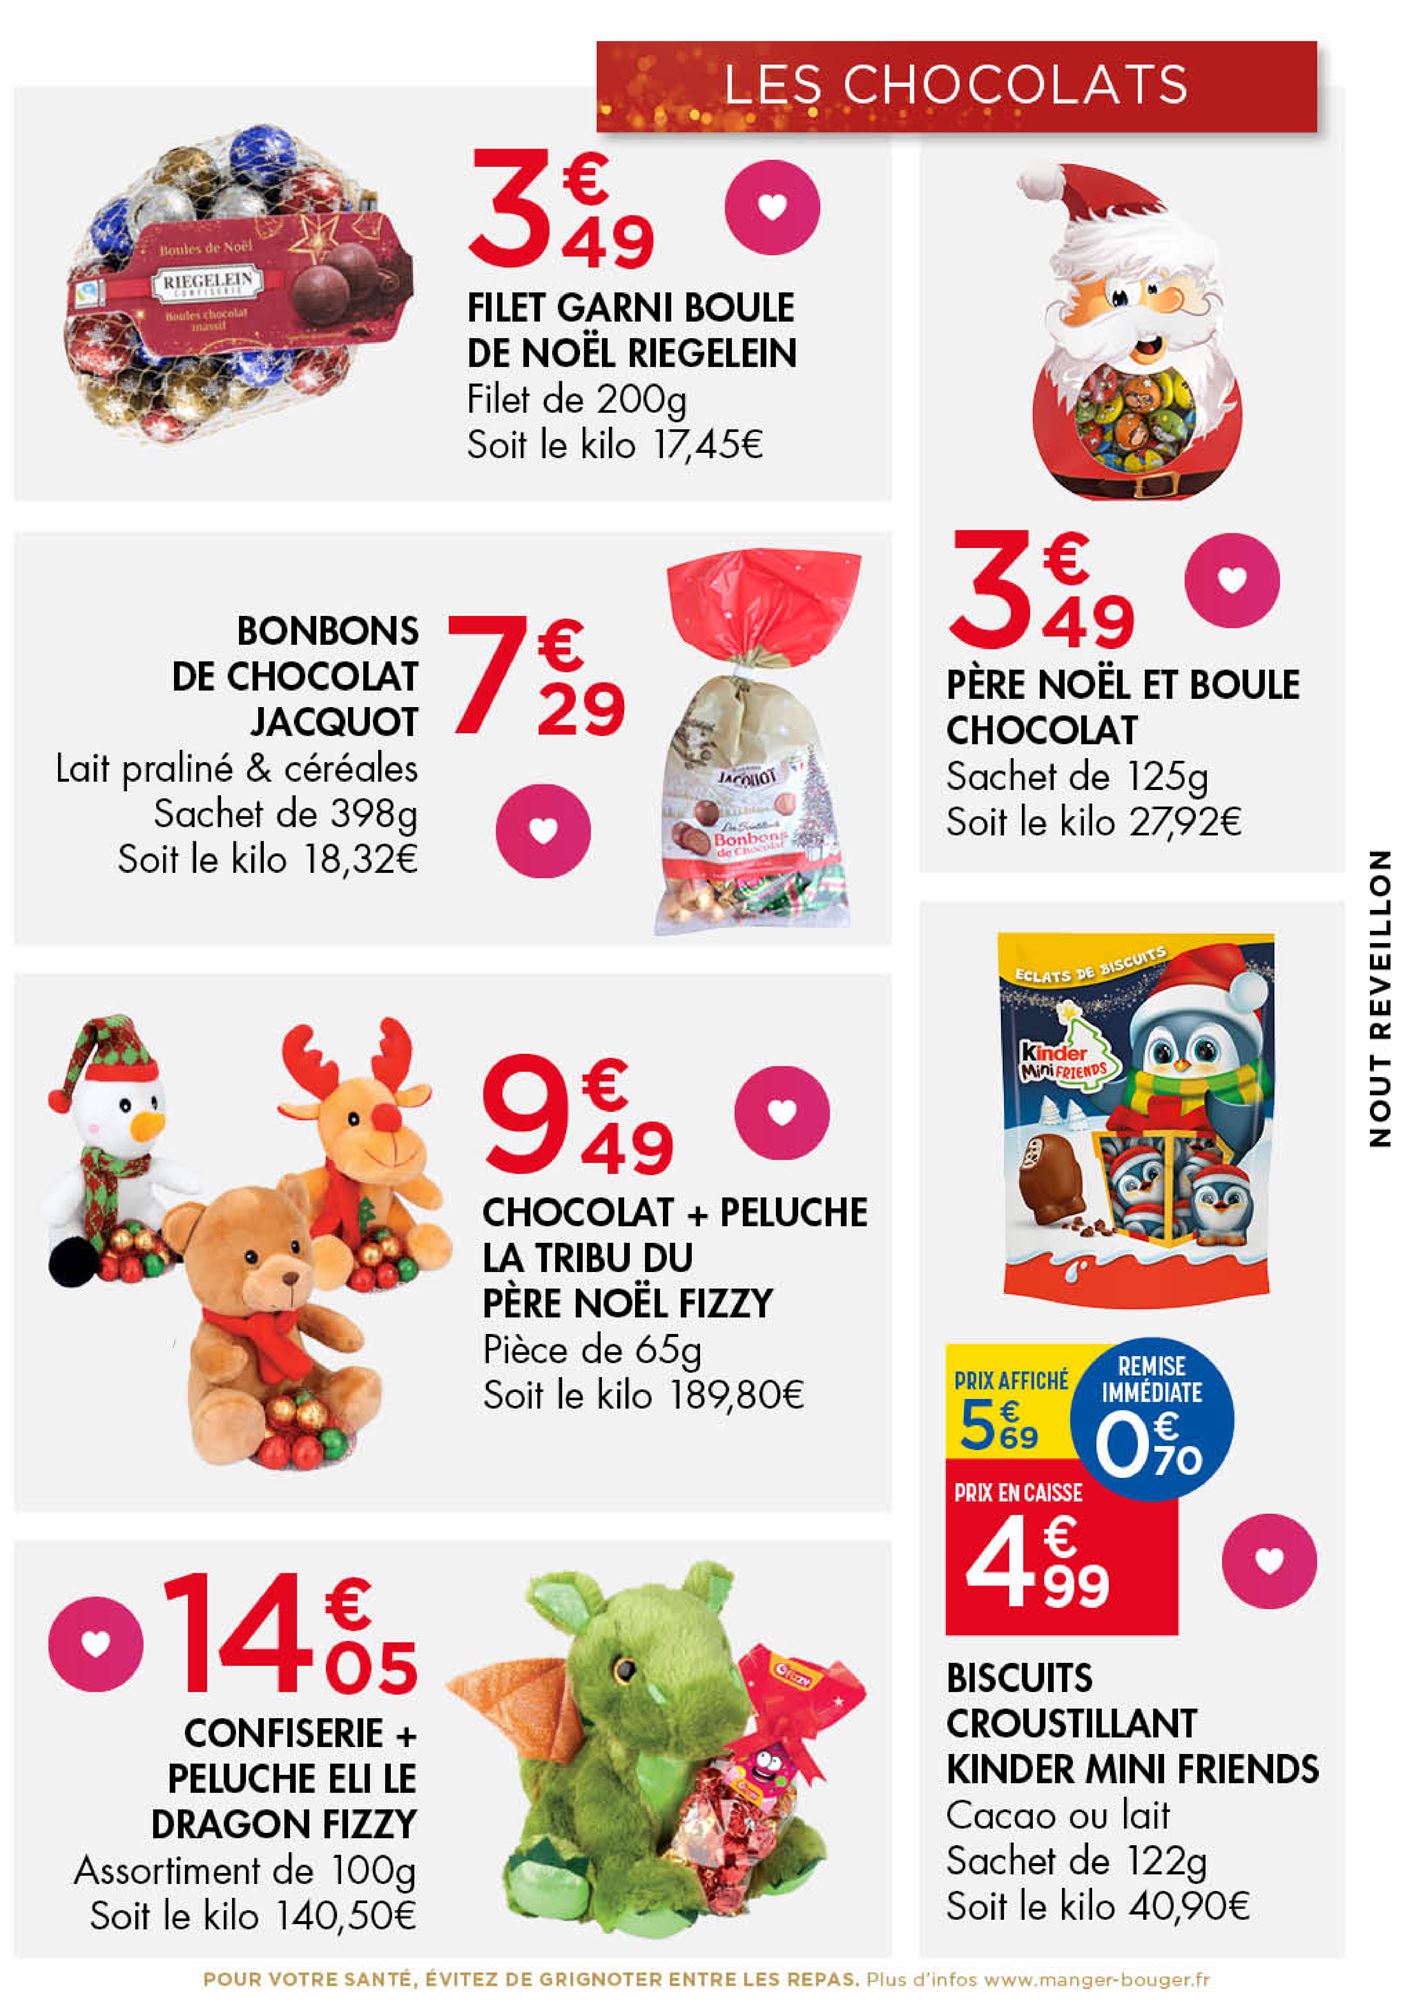 LES CHOCOLATS
Boules de Noël
RIEGELEIN
CONFISERIE
Boules chocolat
massif
3€49
FILET GARNI BOULE
DE NOËL RIEGELEIN
Filet de 200g
Soit le kilo 17,45€
3€49
PÈRE NOËL ET BOULE
CHOCOLAT
Sachet de 125g
Soit le kilo 27,92€
BONBONS
DE CHOCOLAT
JACQUOT
Lait praliné & céréales
Sachet de 398g
Soit le kilo 18,32€
7€29
JACQUOT
Bonbons
de Chocolat
ECLATS DE BISCUITS
Kinder
Mini FRIENDS
9€49
CHOCOLAT + PELUCHE
LA TRIBU DU
PÈRE NOËL FIZZY
Pièce de 65g
Soit le kilo 189,80€
PRIX AFFICHÉ
5€69
REMISE
IMMÉDIATE
0€70
PRIX EN CAISSE
4€99
BISCUITS
CROUSTILLANT
KINDER MINI FRIENDS
Cacao ou lait
Sachet de 122g
Soit le kilo 40,90€
14€05
CONFISERIE +
PELUCHE ELI LE
DRAGON FIZZY
Assortiment de 100g
Soit le kilo 140,50€
Fizzy
NOUT REVEILLON
POUR VOTRE SANTÉ, ÉVITEZ DE GRIGNOTER ENTRE LES REPAS. Plus d'infos www.manger-bouger.fr